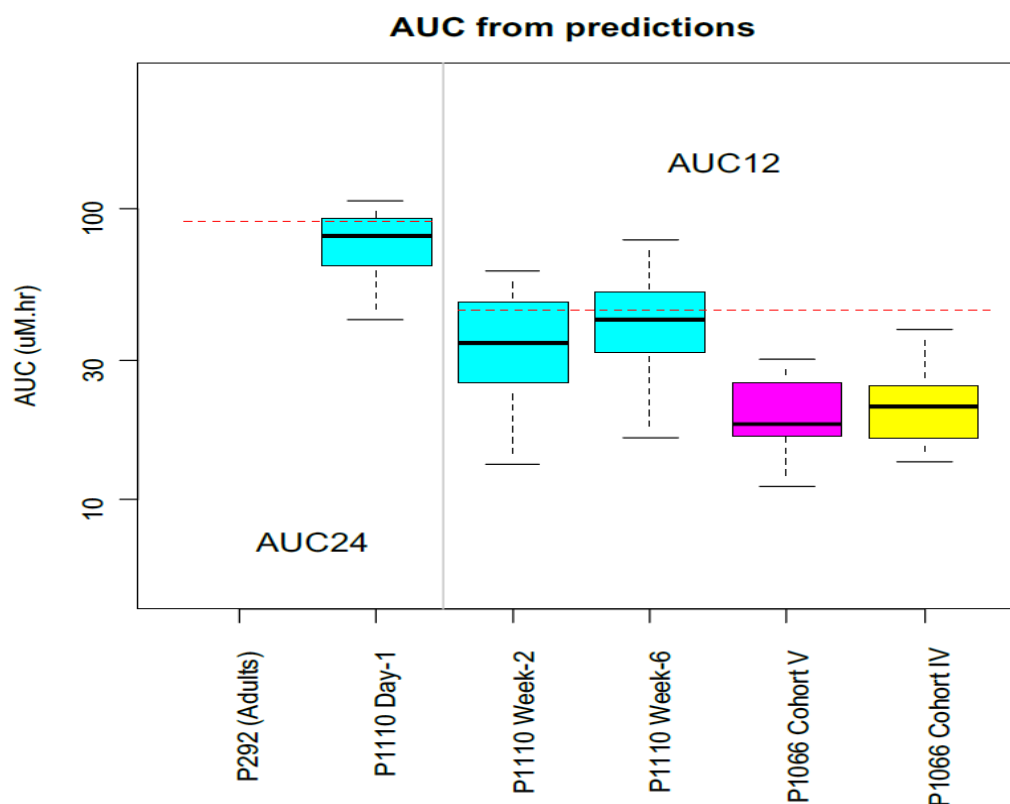 AUC from predictions
AUC12
100
30
10
AUC (uM.hr)
AUC24
P292 (Adults)
P1110 Day-1
P1110 Week-2
P1110 Week-6
P1066 Cohort V
P1066 Cohort IV